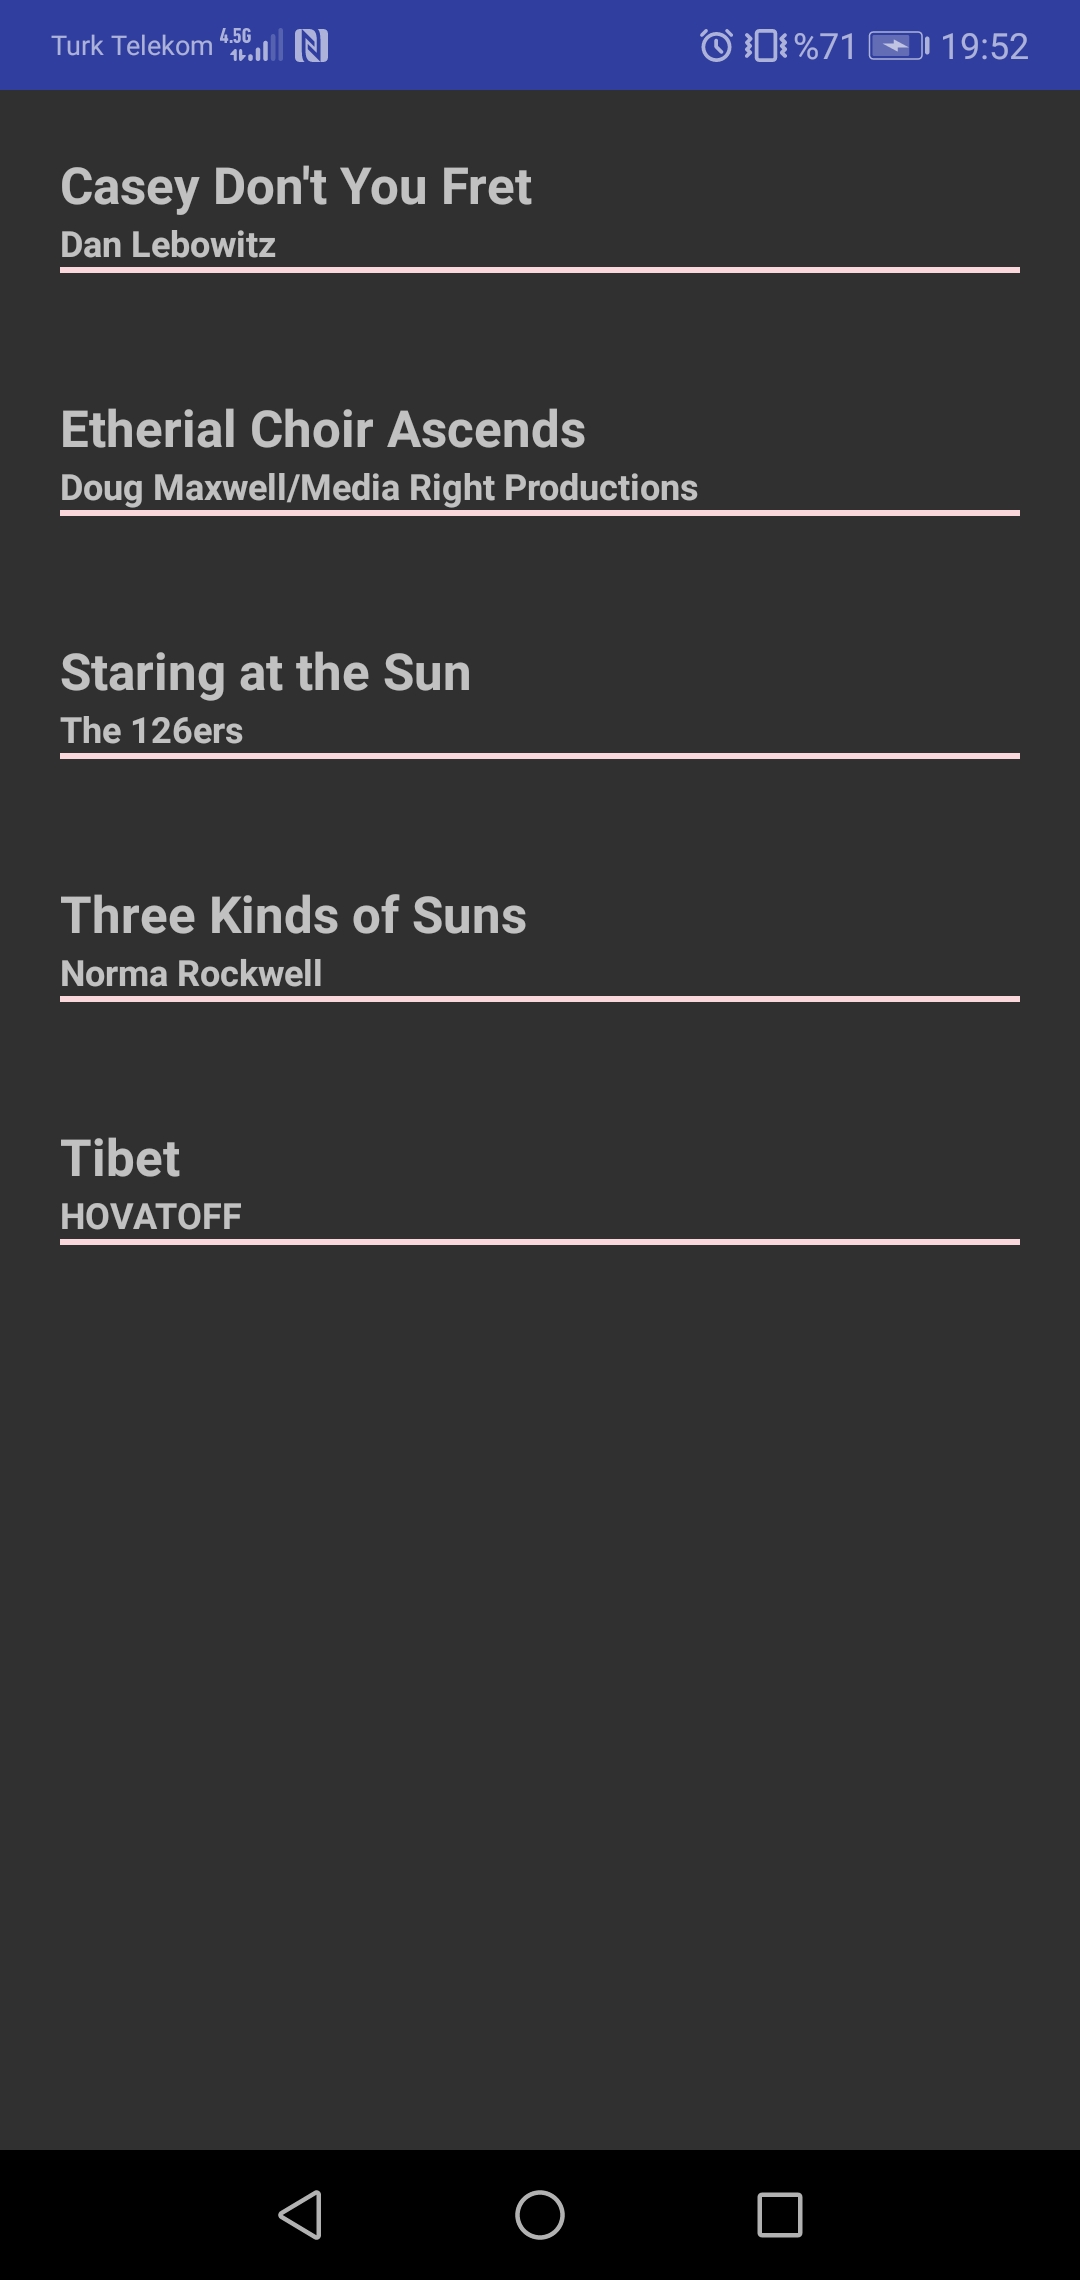 Turk Telekom 4.5G %71 19:52
Casey Don't You Fret
Dan Lebowitz
Etherial Choir Ascends
Doug Maxwell/Media Right Productions
Staring at the Sun
The 126ers
Three Kinds of Suns
Norma Rockwell
Tibet
HOVATOFF